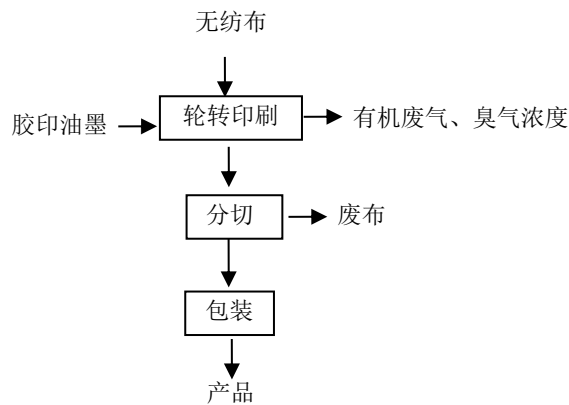 无纺布
胶印油墨
轮转印刷
有机废气、臭气浓度
分切
废布
包装
产品